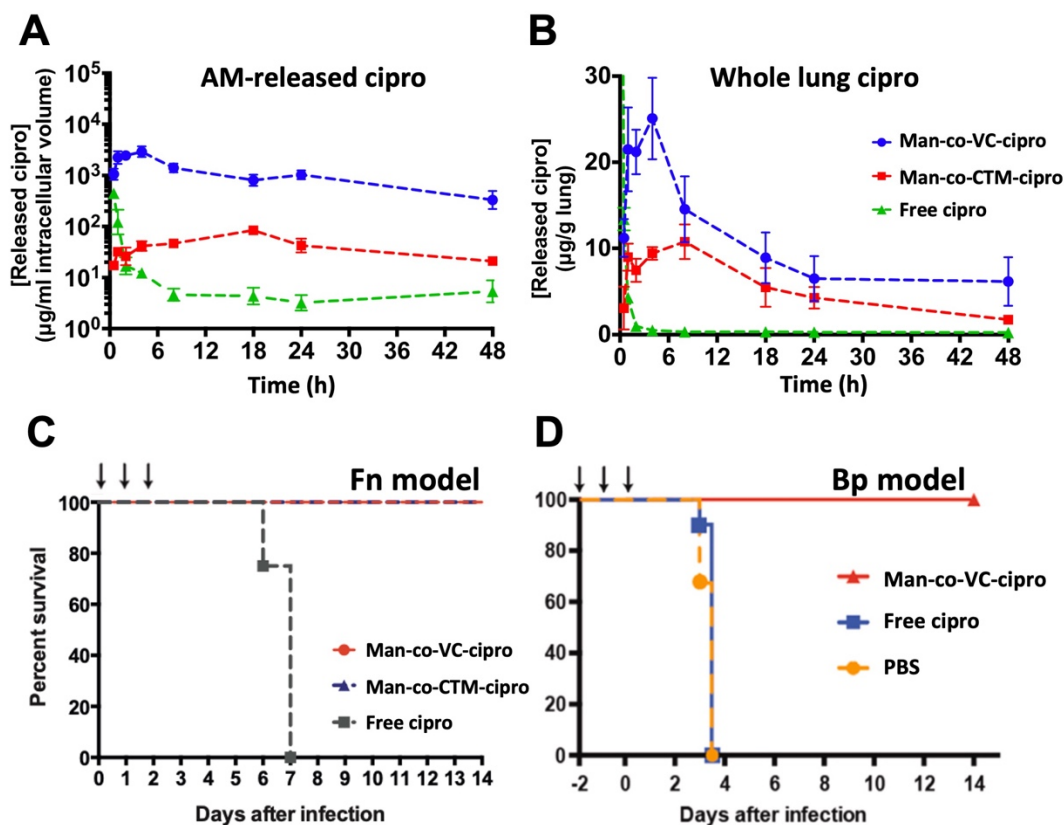 A
AM-released cipro
[Released cipro]
(µg/ml intracellular volume)
10⁵
10⁴
10³
10²
10¹
10⁰
0 6 12 18 24 30 36 42 48
Time (h)
B
Whole lung cipro
[Released cipro]
(µg/g lung)
30
20
10
0
0 6 12 18 24 30 36 42 48
Time (h)
Man-co-VC-cipro
Man-co-CTM-cipro
Free cipro
C
Fn model
Percent survival
100
80
60
40
20
0
0 1 2 3 4 5 6 7 8 9 10 11 12 13 14
Days after infection
Man-co-VC-cipro
Man-co-CTM-cipro
Free cipro
D
Bp model
100
80
60
40
20
0
-2 0 2 4 6 8 10 12 14
Days after infection
Man-co-VC-cipro
Free cipro
PBS